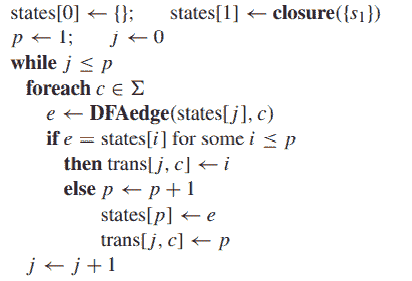 states[0] ← {};      states[1] ← closure({s₁})
p ← 1;      j ← 0
while j ≤ p
  foreach c ∈ Σ
    e ← DFAedge(states[j], c)
    if e = states[i] for some i ≤ p
      then trans[j, c] ← i
      else p ← p + 1
           states[p] ← e
           trans[j, c] ← p
  j ← j + 1